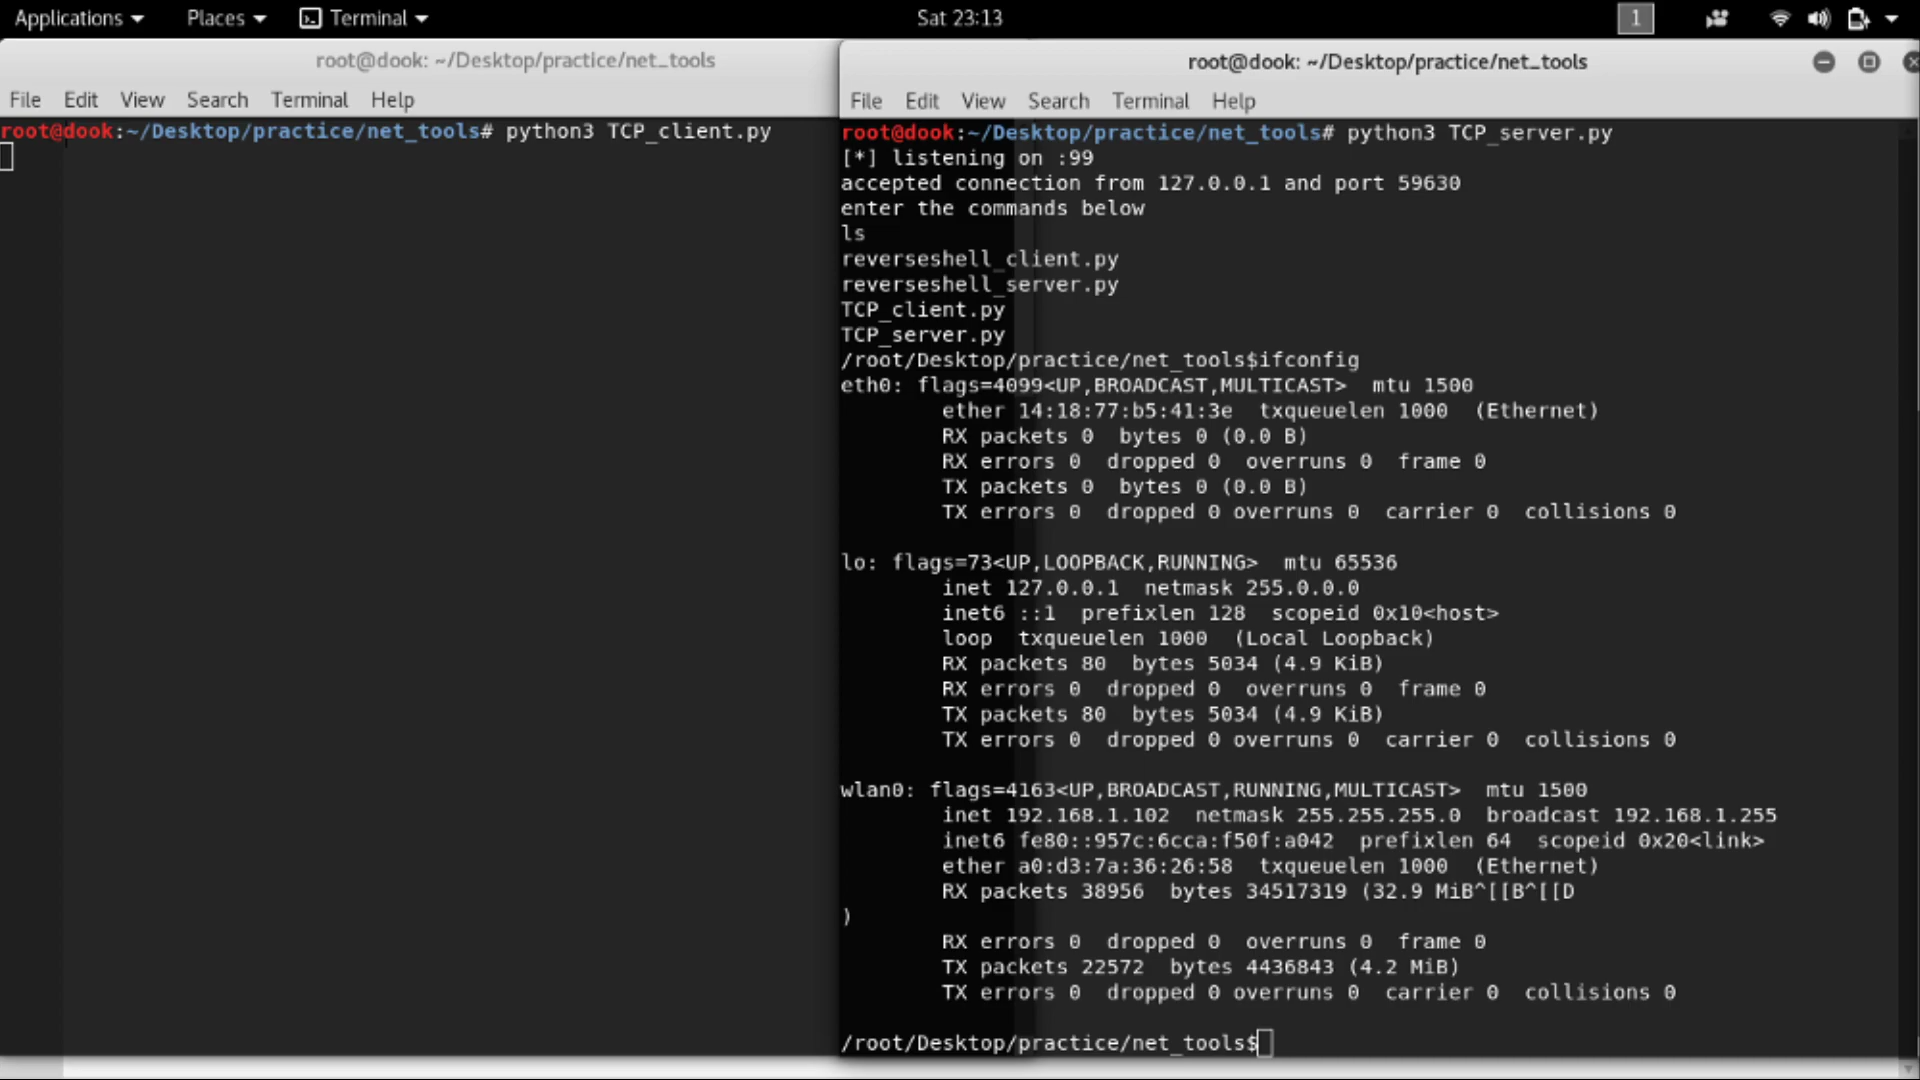 Applications Places Terminal Sat 23:13 1
root@dook: ~/Desktop/practice/net_tools
File Edit View Search Terminal Help
root@dook:~/Desktop/practice/net_tools# python3 TCP_client.py
root@dook: ~/Desktop/practice/net_tools
File Edit View Search Terminal Help
root@dook:~/Desktop/practice/net_tools# python3 TCP_server.py
[*] listening on :99
accepted connection from 127.0.0.1 and port 59630
enter the commands below
ls
reverseshell_client.py
reverseshell_server.py
TCP_client.py
TCP_server.py
/root/Desktop/practice/net_tools$ifconfig
eth0: flags=4099<UP,BROADCAST,MULTICAST>  mtu 1500
        ether 14:18:77:b5:41:3e  txqueuelen 1000  (Ethernet)
        RX packets 0  bytes 0 (0.0 B)
        RX errors 0  dropped 0  overruns 0  frame 0
        TX packets 0  bytes 0 (0.0 B)
        TX errors 0  dropped 0 overruns 0  carrier 0  collisions 0
lo: flags=73<UP,LOOPBACK,RUNNING>  mtu 65536
        inet 127.0.0.1  netmask 255.0.0.0
        inet6 ::1  prefixlen 128  scopeid 0x10<host>
        loop  txqueuelen 1000  (Local Loopback)
        RX packets 80  bytes 5034 (4.9 KiB)
        RX errors 0  dropped 0  overruns 0  frame 0
        TX packets 80  bytes 5034 (4.9 KiB)
        TX errors 0  dropped 0 overruns 0  carrier 0  collisions 0
wlan0: flags=4163<UP,BROADCAST,RUNNING,MULTICAST>  mtu 1500
        inet 192.168.1.102  netmask 255.255.255.0  broadcast 192.168.1.255
        inet6 fe80::957c:6cca:f50f:a042  prefixlen 64  scopeid 0x20<link>
        ether a0:d3:7a:36:26:58  txqueuelen 1000  (Ethernet)
        RX packets 38956  bytes 34517319 (32.9 MiB^[[B^[[D
)
        RX errors 0  dropped 0  overruns 0  frame 0
        TX packets 22572  bytes 4436843 (4.2 MiB)
        TX errors 0  dropped 0 overruns 0  carrier 0  collisions 0
/root/Desktop/practice/net_tools$